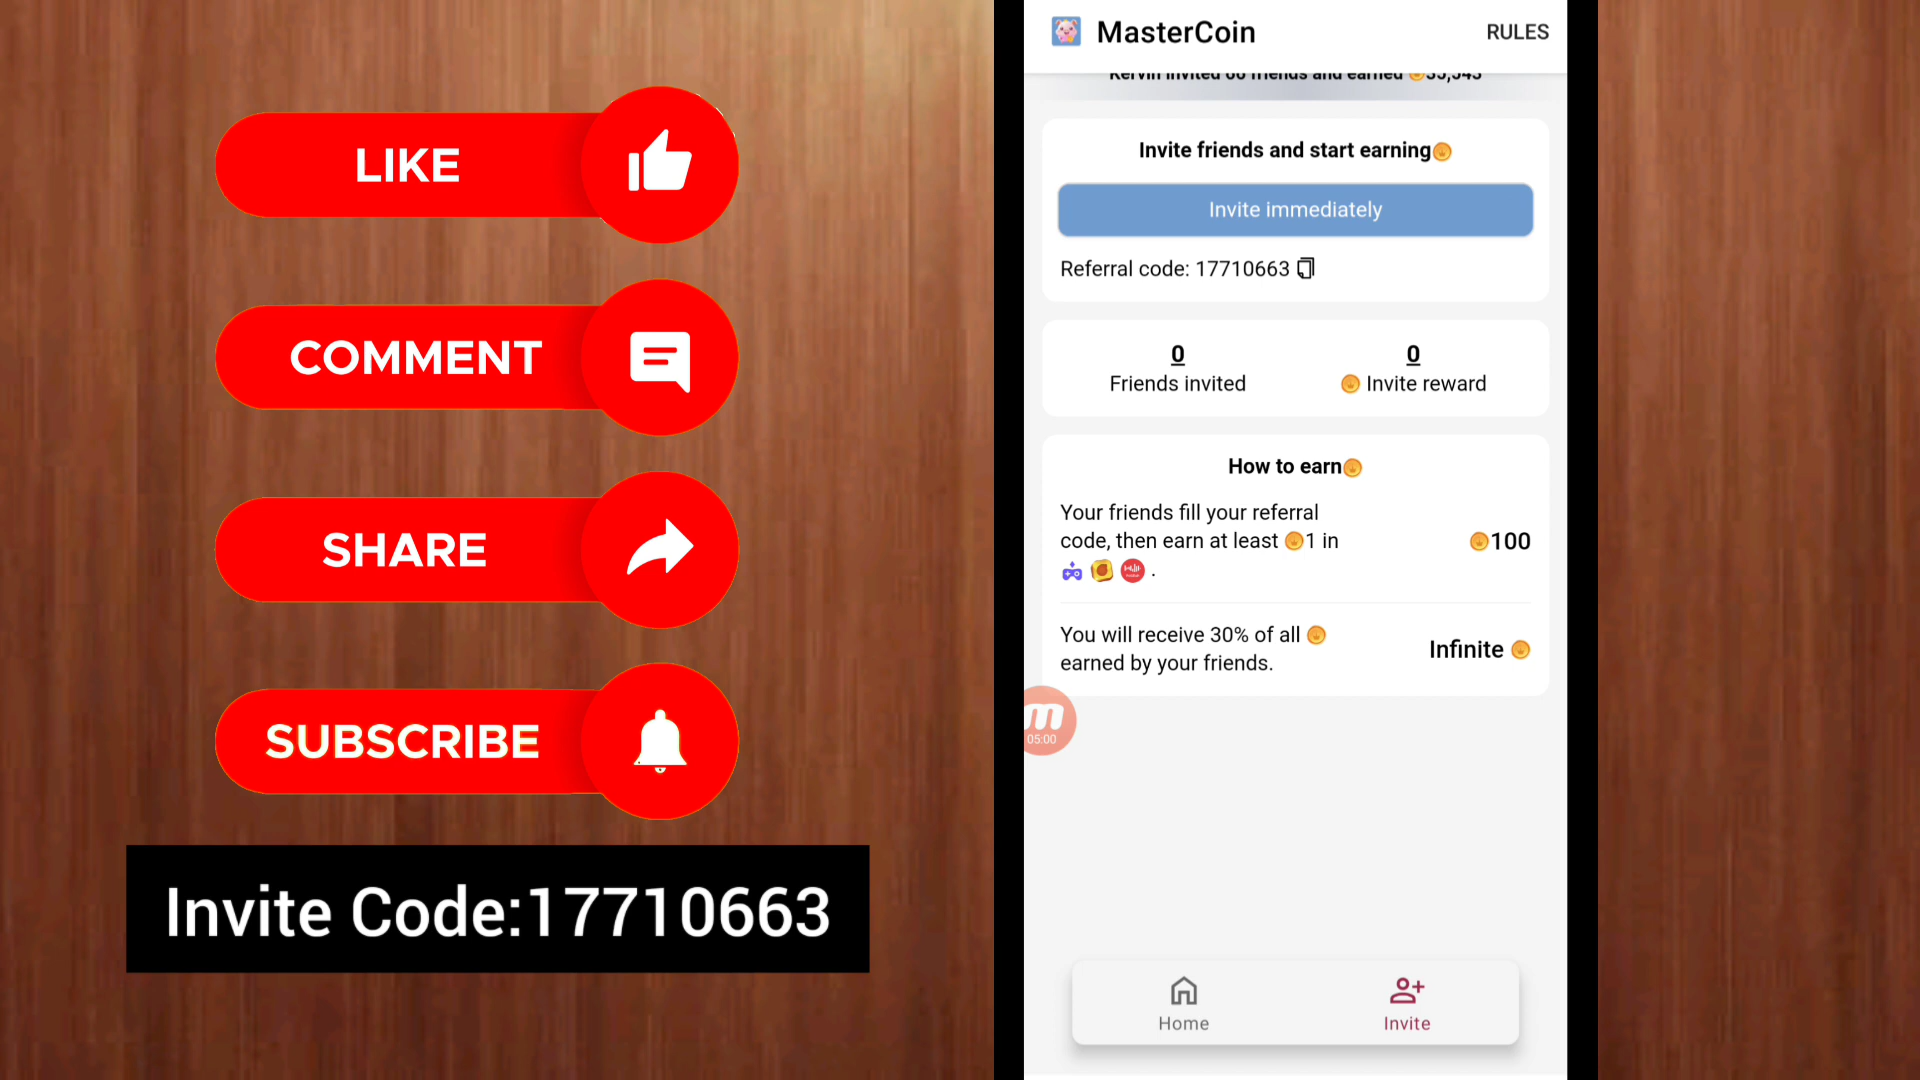 LIKE
COMMENT
SHARE
SUBSCRIBE
Invite Code:17710663
MasterCoin
RULES
Invite friends and start earning
Invite immediately
Referral code: 17710663
0
Friends invited
0
Invite reward
How to earn
Your friends fill your referral
code, then earn at least 1 in
.
100
You will receive 30% of all
earned by your friends.
Infinite
05:00
Home
Invite